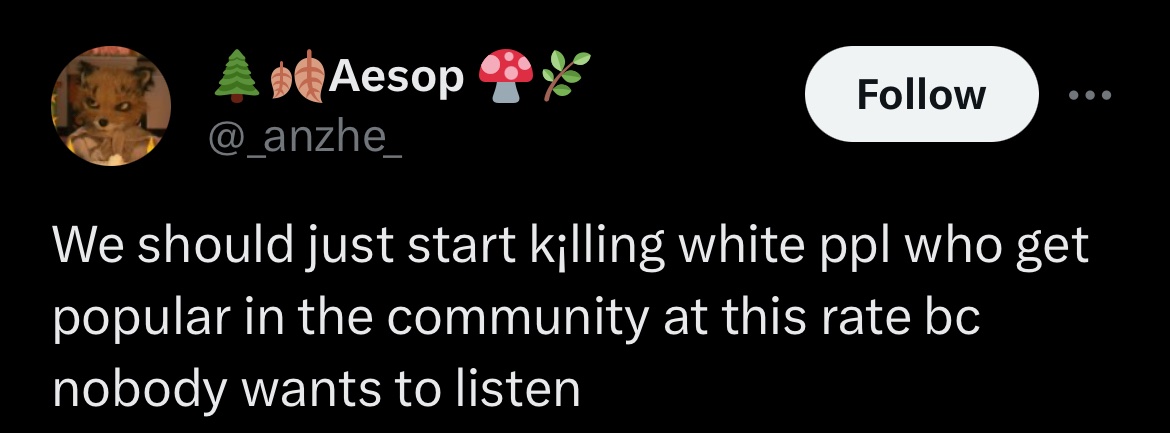 🌲🍂Aesop 🍄🌿
@_anzhe_
Follow
We should just start k¡lling white ppl who get
popular in the community at this rate bc
nobody wants to listen